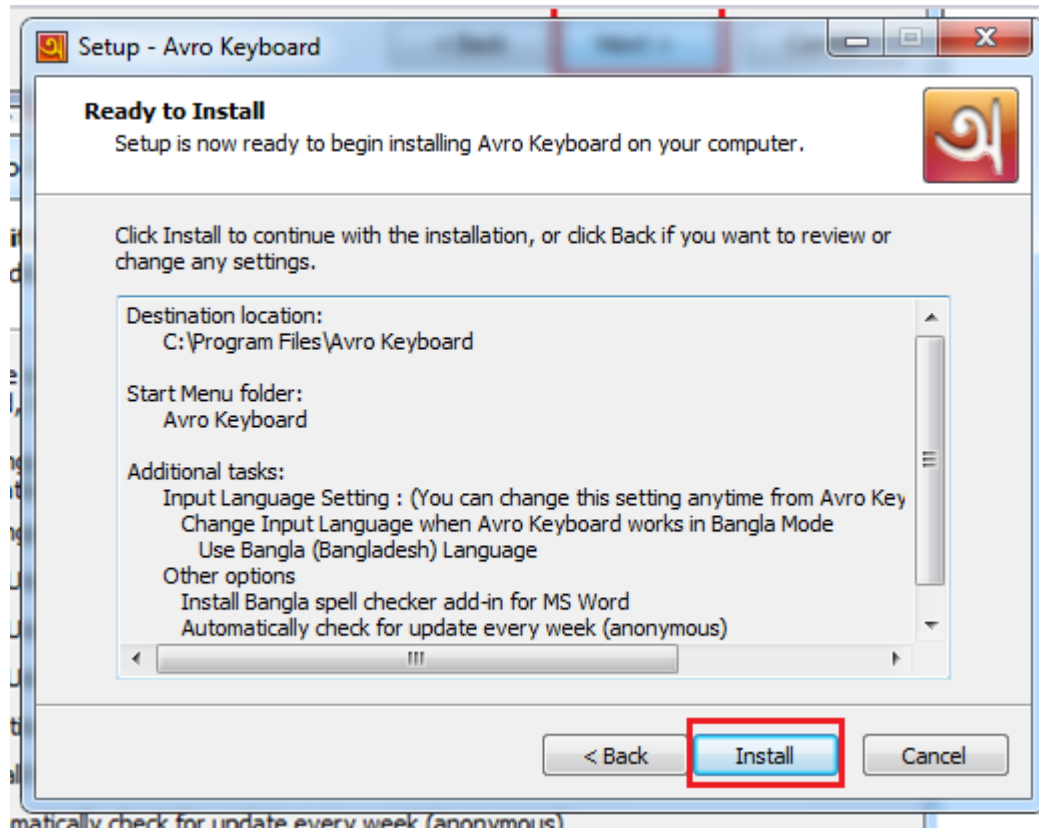 Setup - Avro Keyboard
Ready to Install
Setup is now ready to begin installing Avro Keyboard on your computer.
অ
Click Install to continue with the installation, or click Back if you want to review or
change any settings.
Destination location:
C:\Program Files\Avro Keyboard
Start Menu folder:
Avro Keyboard
Additional tasks:
Input Language Setting : (You can change this setting anytime from Avro Key
Change Input Language when Avro Keyboard works in Bangla Mode
Use Bangla (Bangladesh) Language
Other options
Install Bangla spell checker add-in for MS Word
Automatically check for update every week (anonymous)
< Back Install Cancel
matically check for update every week (anonymous)